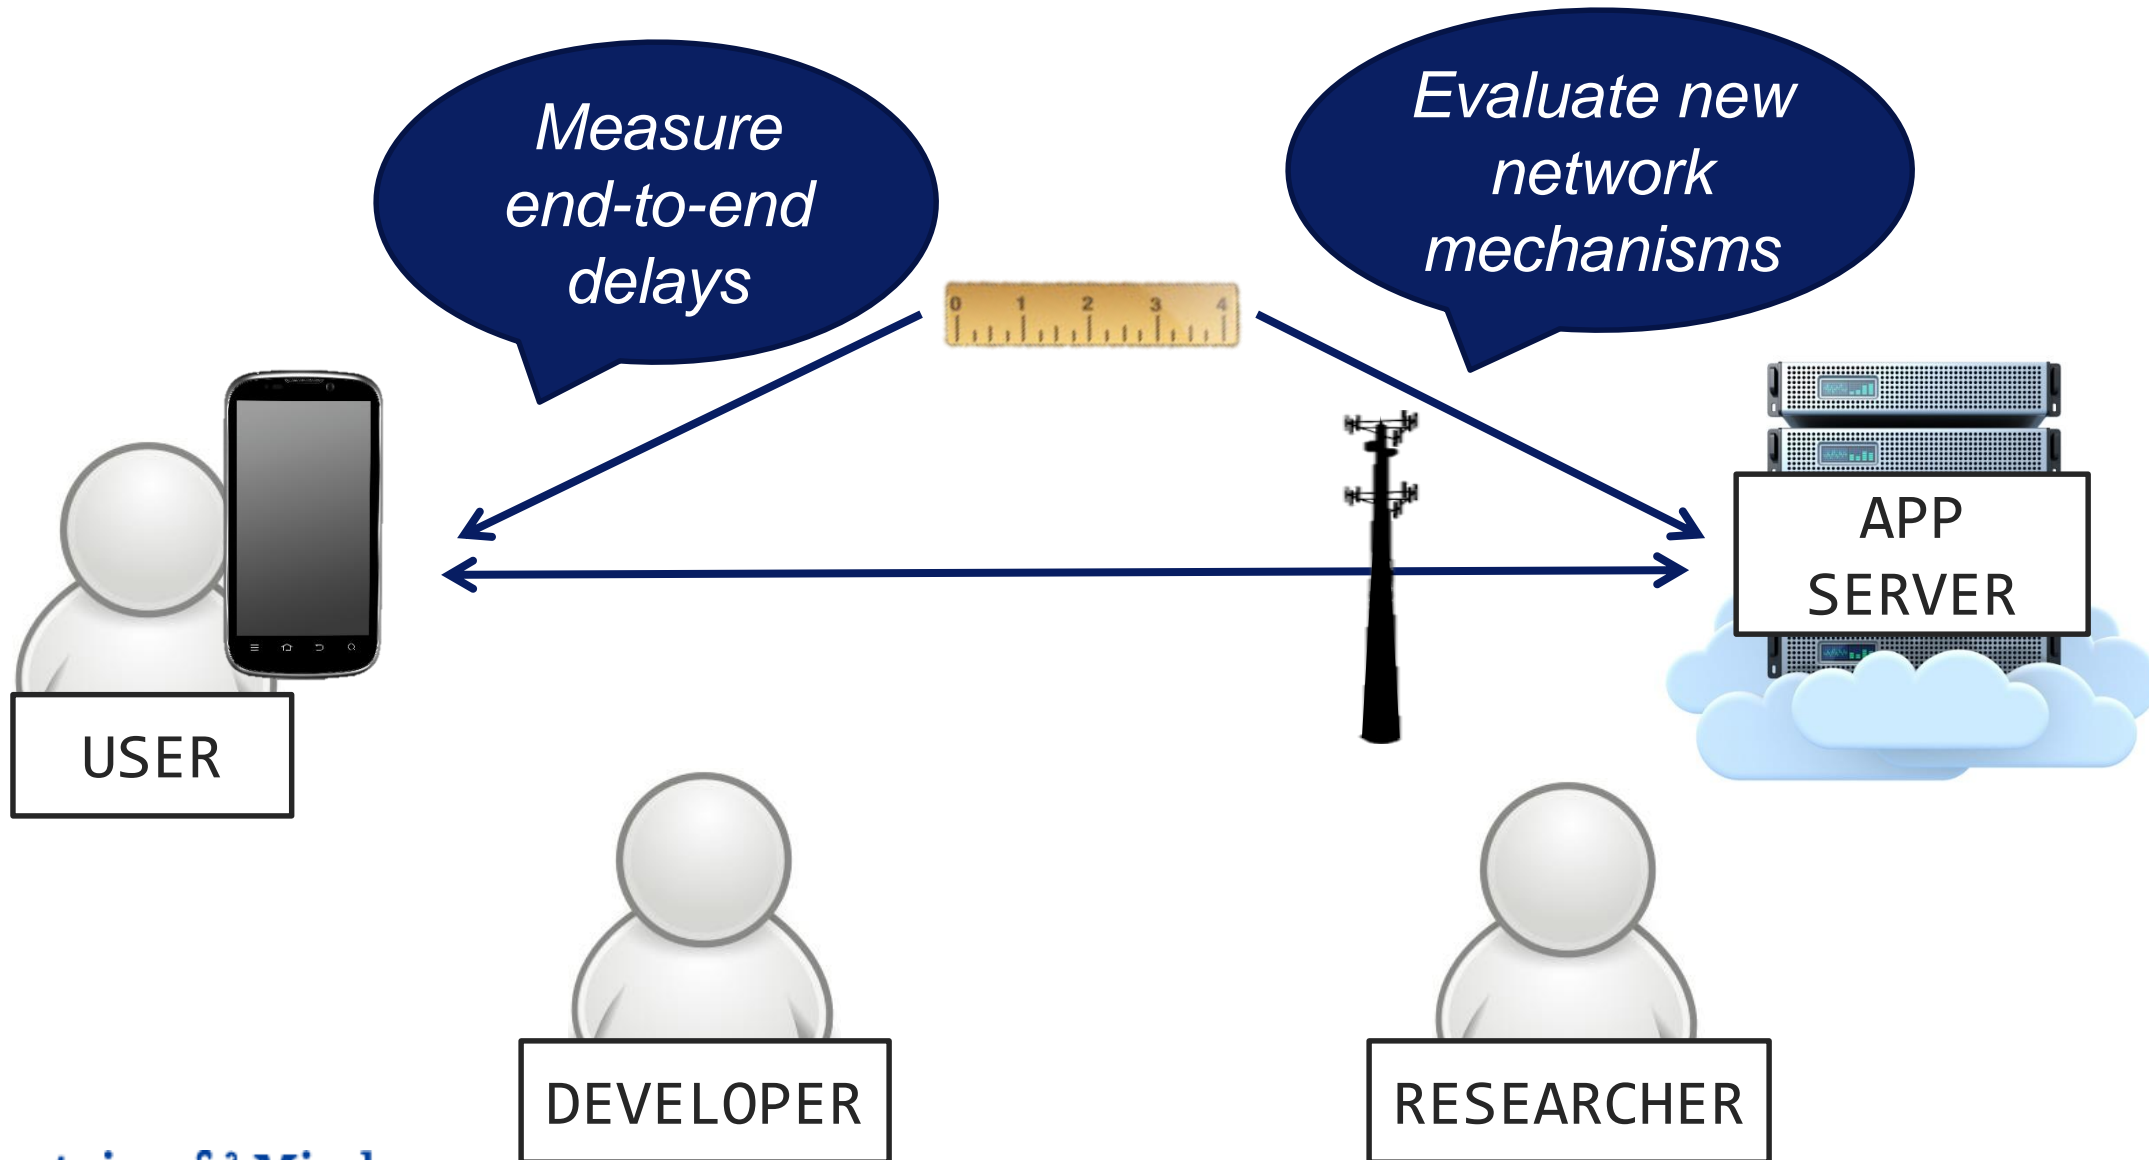 Measure
end-to-end
delays
Evaluate new
network
mechanisms
0 1 2 3 4
APP
SERVER
USER
DEVELOPER
RESEARCHER